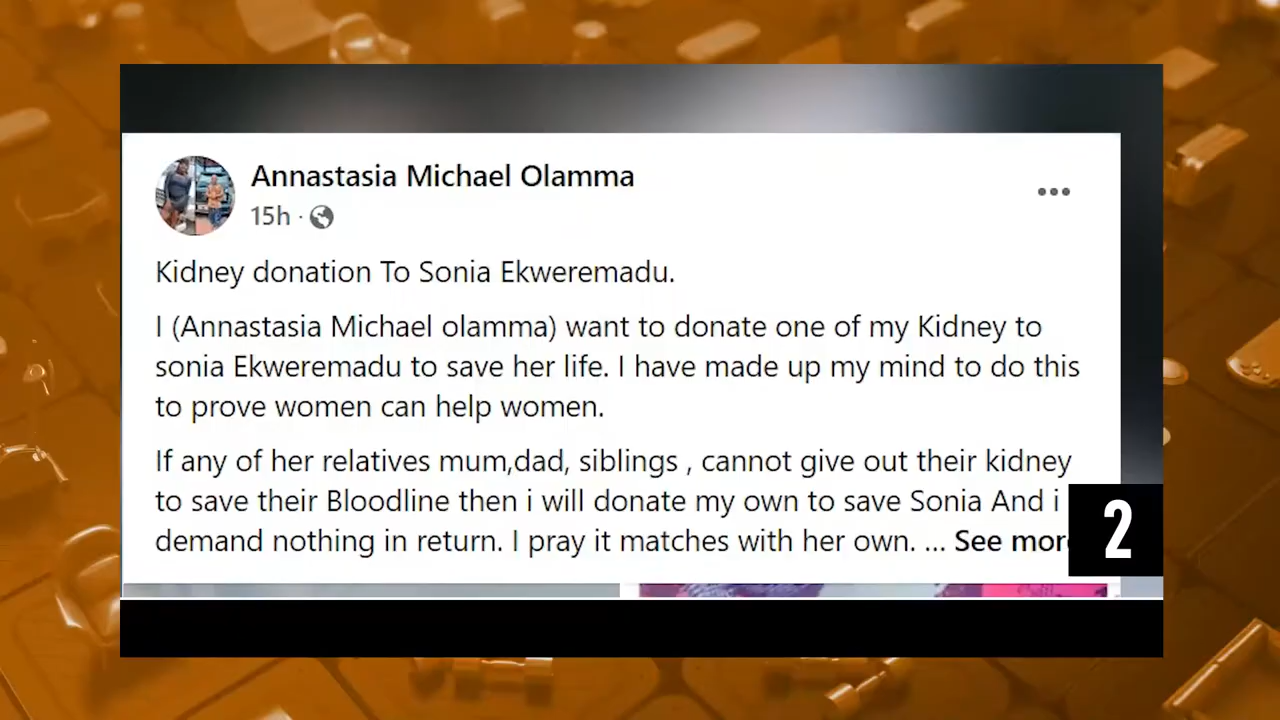 Annastasia Michael Olamma
15h ·
Kidney donation To Sonia Ekweremadu.
I (Annastasia Michael olamma) want to donate one of my Kidney to
sonia Ekweremadu to save her life. I have made up my mind to do this
to prove women can help women.
If any of her relatives mum,dad, siblings , cannot give out their kidney
to save their Bloodline then i will donate my own to save Sonia And i
demand nothing in return. I pray it matches with her own. ... See more
2